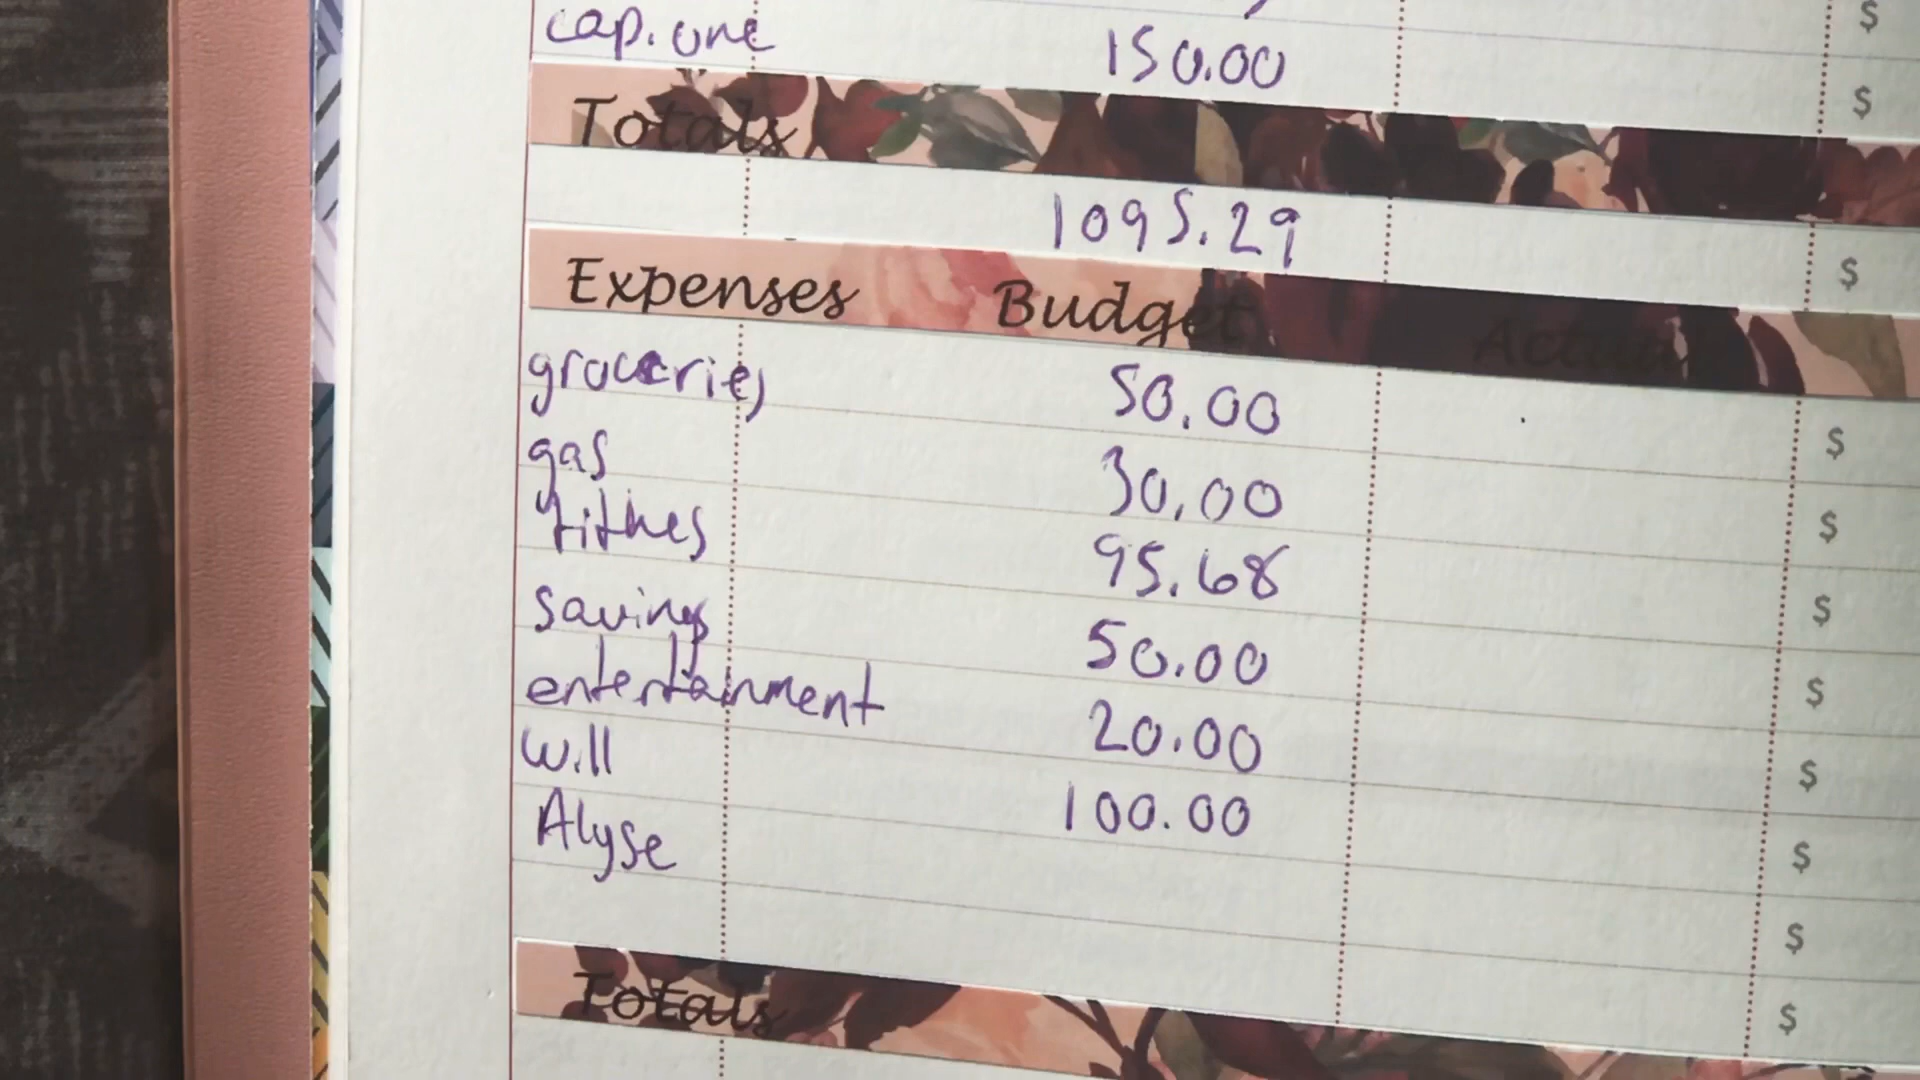 cap. one 150.00
$
$
Totals
1095.29 $
Expenses Budget Actual
groceries 50.00 $
gas 30.00 $
tithes 95.68 $
savings 50.00 $
entertainment 20.00 $
will 100.00 $
Alyse $
$
Totals